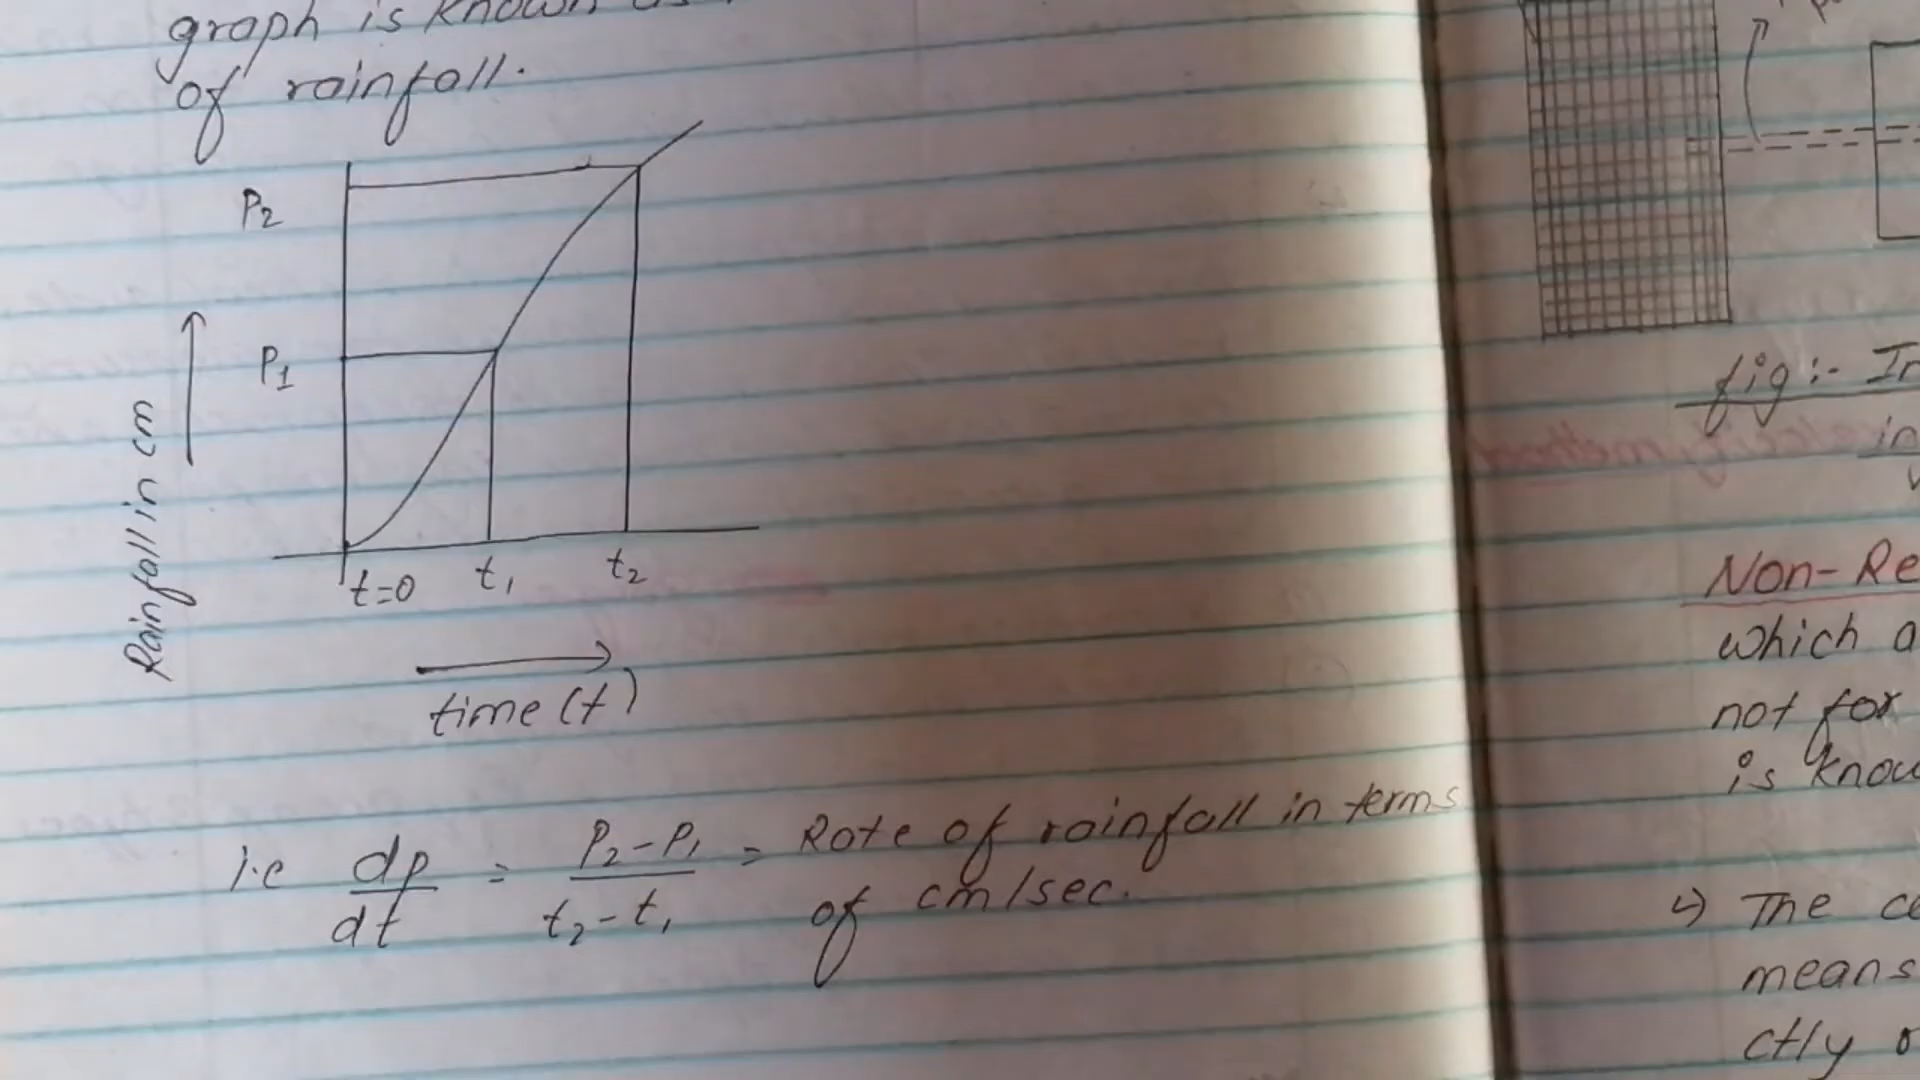 graph is known
of rainfall.
P2
P1
Rainfall in cm
t=0 t1 t2
time (t)
i.e dp/dt = P2-P1/t2-t1 = Rate of rainfall in terms
of cm/sec.
fig:-
in
Non-Re
which a
not for
is know
↳ The ce
means
ctly o